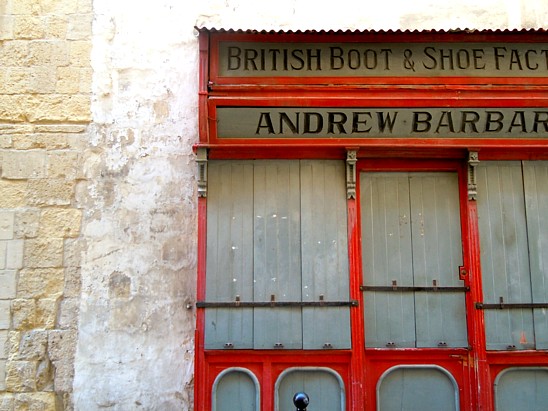 BRITISH BOOT & SHOE FACT
ANDREW BARBAR